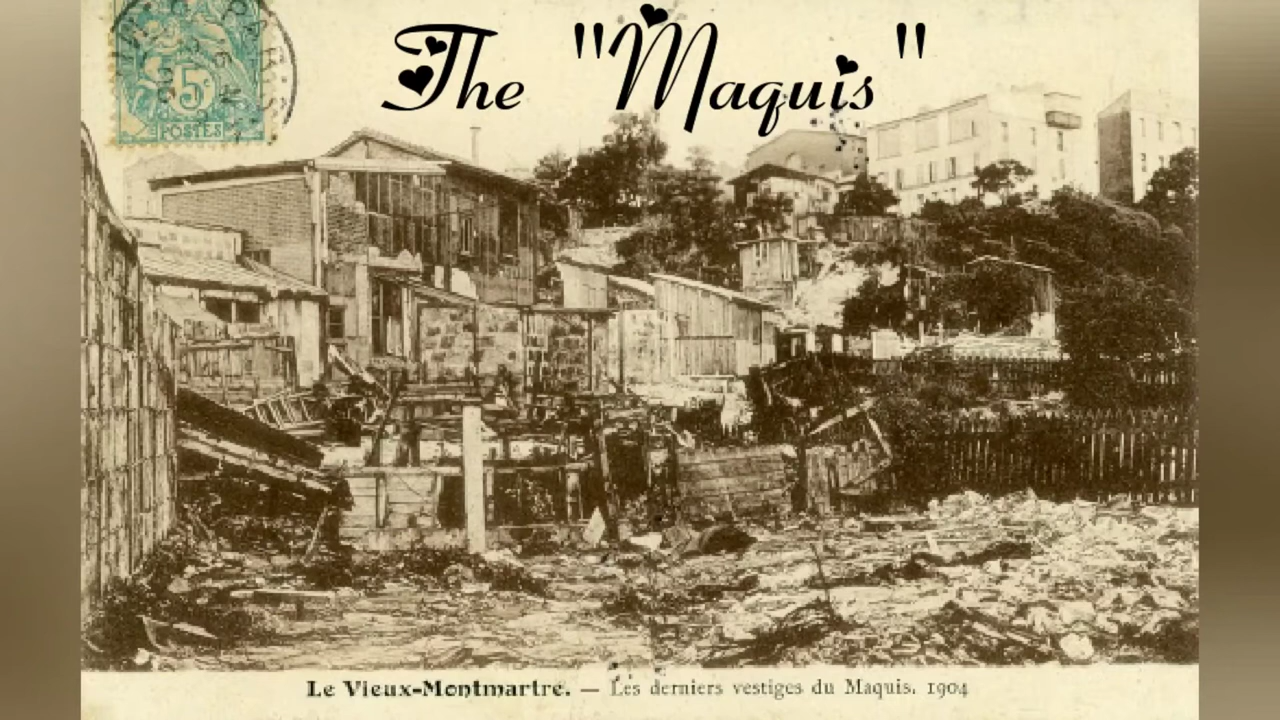 The "Maquis"
5
POSTES
Le Vieux-Montmartre. — Les derniers vestiges du Maquis. 1904